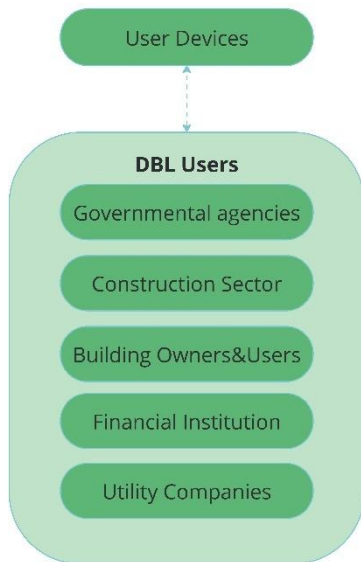 User Devices
DBL Users
Governmental agencies
Construction Sector
Building Owners&Users
Financial Institution
Utility Companies